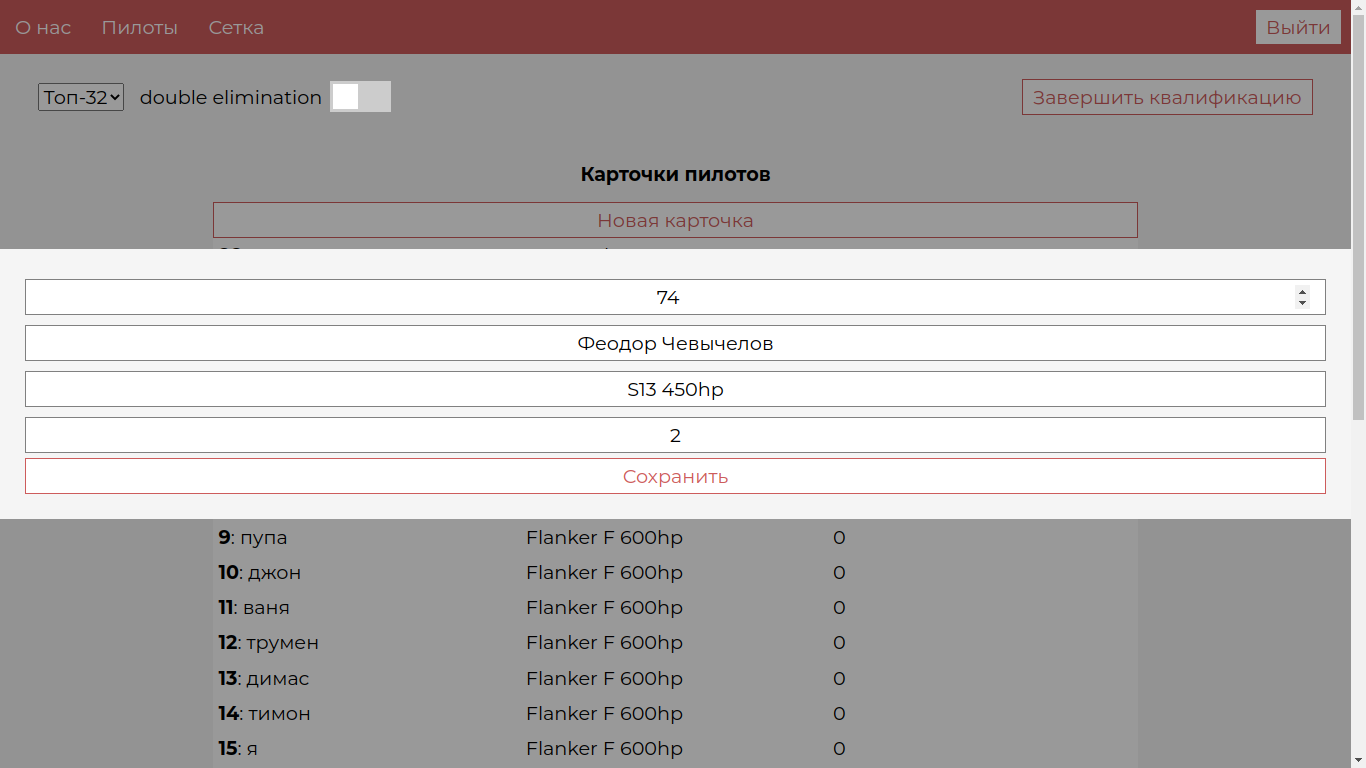 О нас Пилоты Сетка Выйти
Топ-32 double elimination Завершить квалификацию
Карточки пилотов
Новая карточка
74
Феодор Чевычелов
S13 450hp
2
Сохранить
9: пупа Flanker F 600hp 0
10: джон Flanker F 600hp 0
11: ваня Flanker F 600hp 0
12: трумен Flanker F 600hp 0
13: димас Flanker F 600hp 0
14: тимон Flanker F 600hp 0
15: я Flanker F 600hp 0